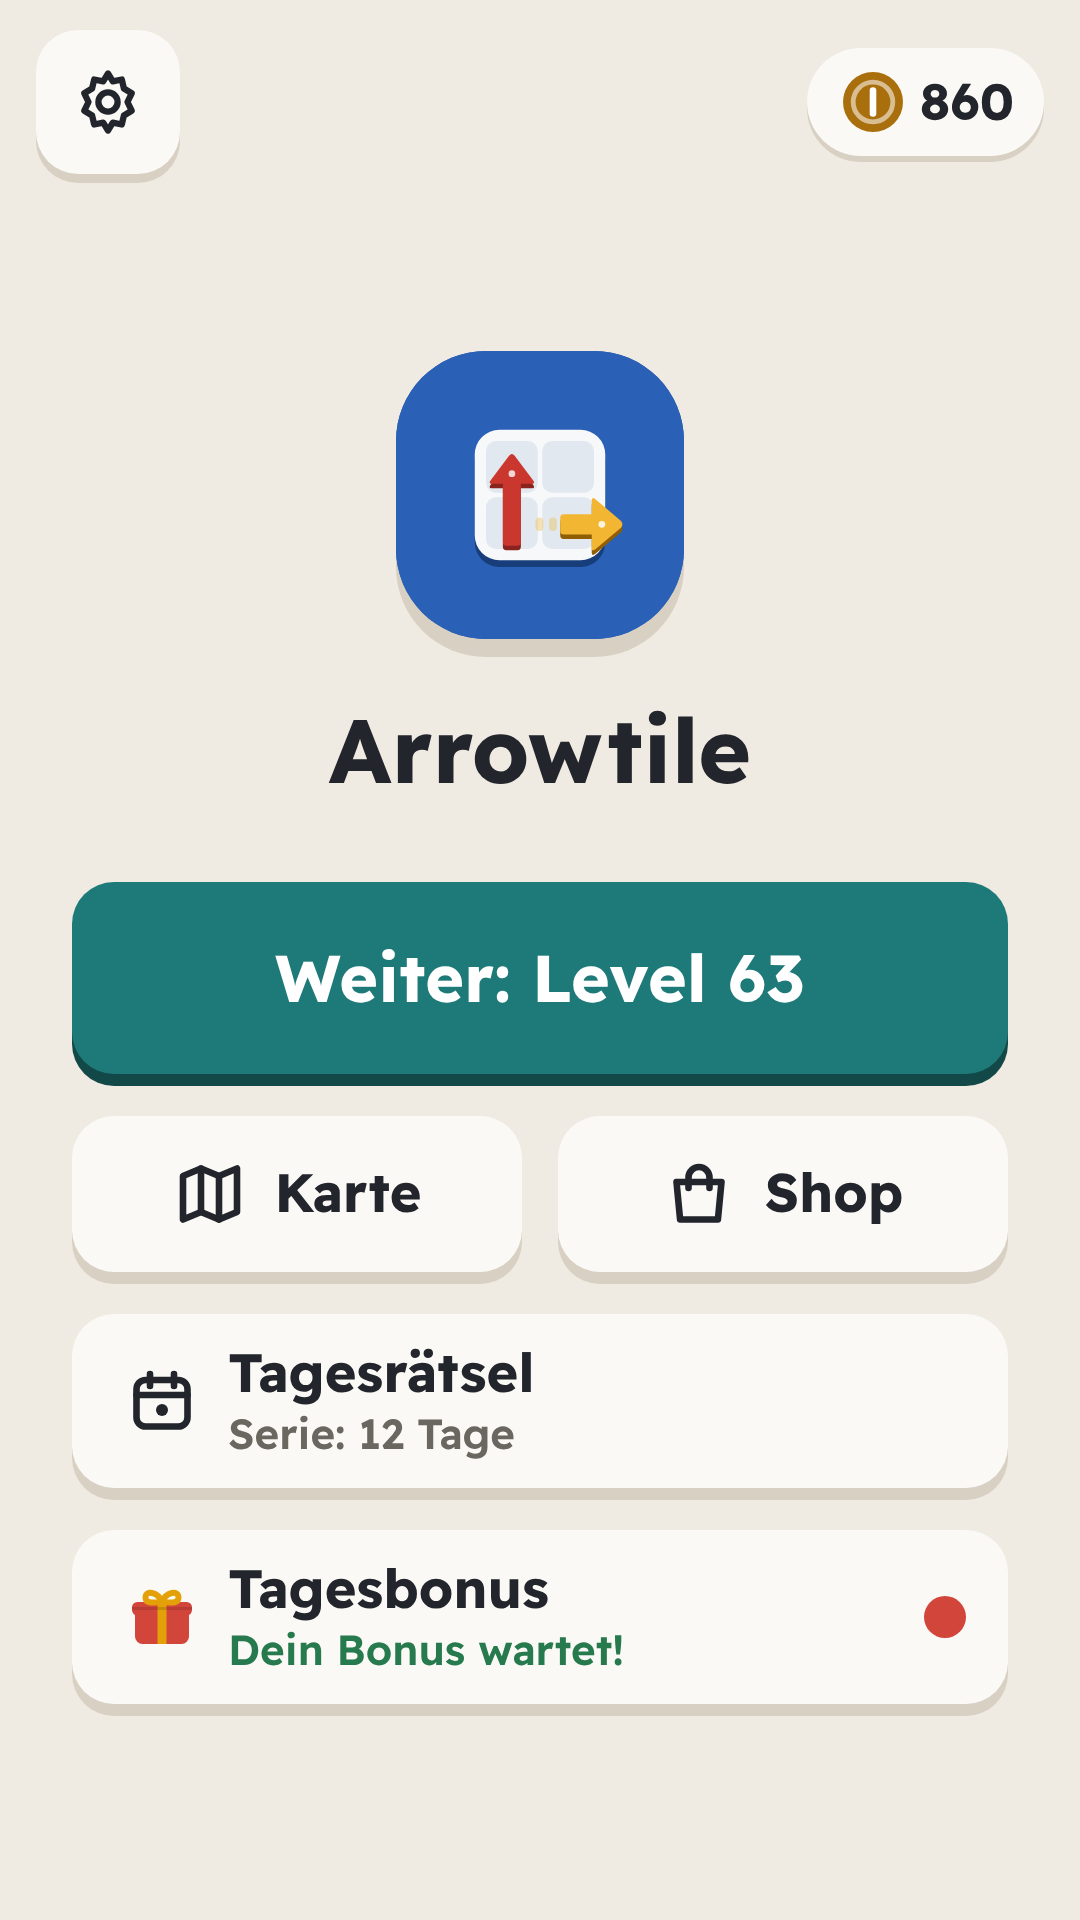 860
Arrowtile
Weiter: Level 63
Karte
Shop
Tagesrätsel
Serie: 12 Tage
Tagesbonus
Dein Bonus wartet!